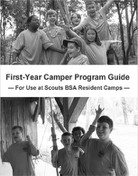 First-Year Camper Program Guide
— For Use at Scouts BSA Resident Camps —